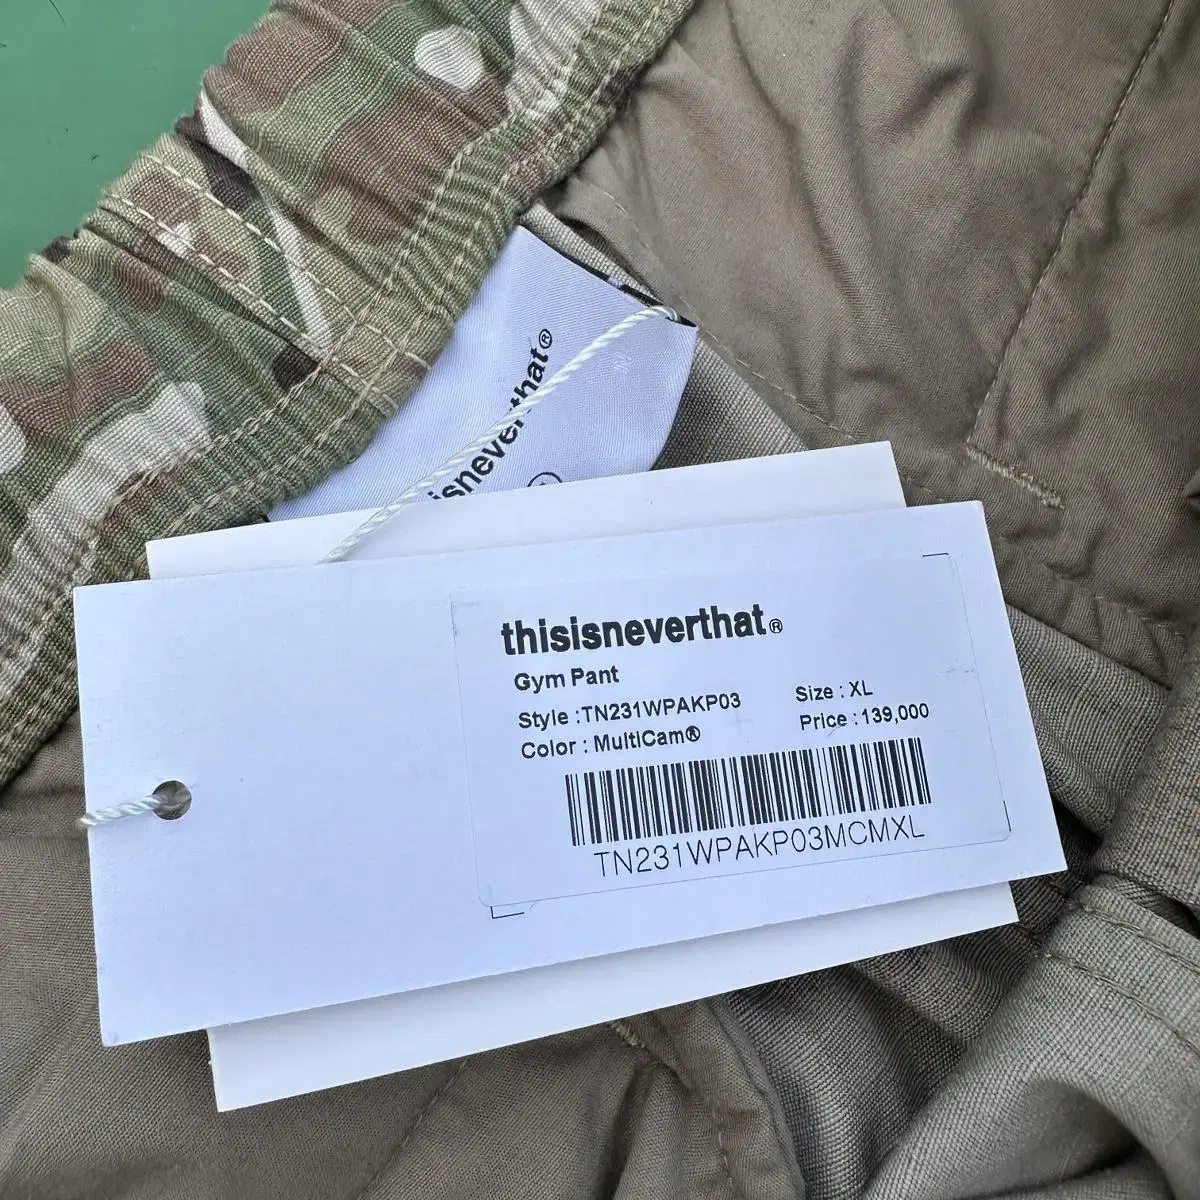 isneverthat®
thisisneverthat®
Gym Pant
Style :TN231WPAKP03
Size : XL
Color : MultiCam®
Price : 139,000
TN231WPAKP03MCMXL